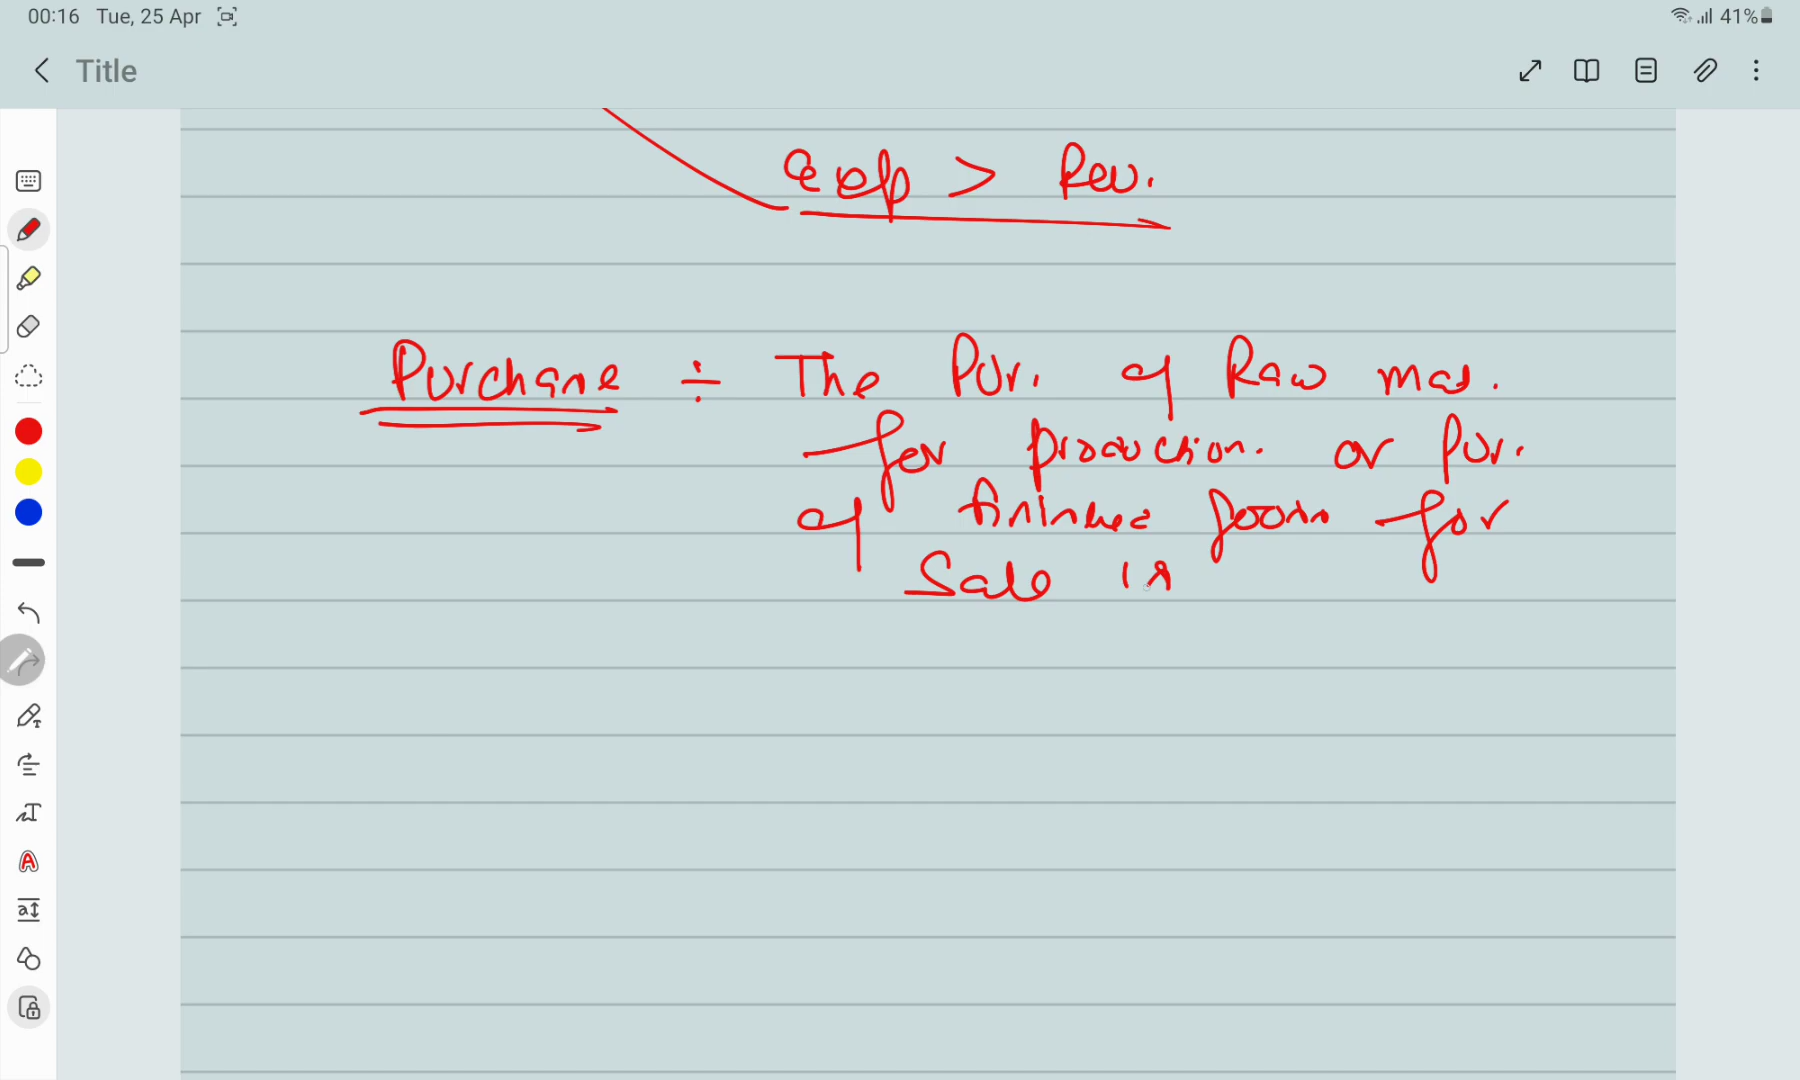 00:16 Tue, 25 Apr 41%
Title
Exp > Rev.
Purchase :- The Pur. of Raw mat.
for production or Pur.
of finished goods for
Sale is